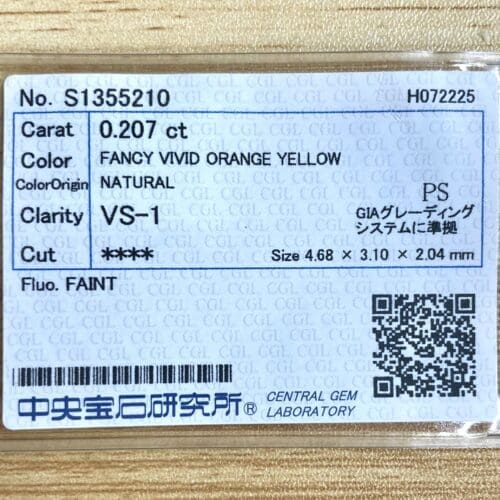 No. S1355210 H072225
Carat 0.207 ct
Color FANCY VIVID ORANGE YELLOW
ColorOrigin NATURAL
PS
Clarity VS-1 GIAグレーディング
システムに準拠
Cut **** Size 4.68 × 3.10 × 2.04 mm
Fluo. FAINT
中央宝石研究所® CENTRAL GEM
LABORATORY